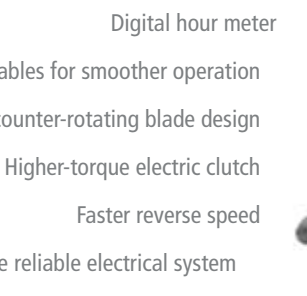 Digital hour meter
ables for smoother operation
counter-rotating blade design
Higher-torque electric clutch
Faster reverse speed
e reliable electrical system